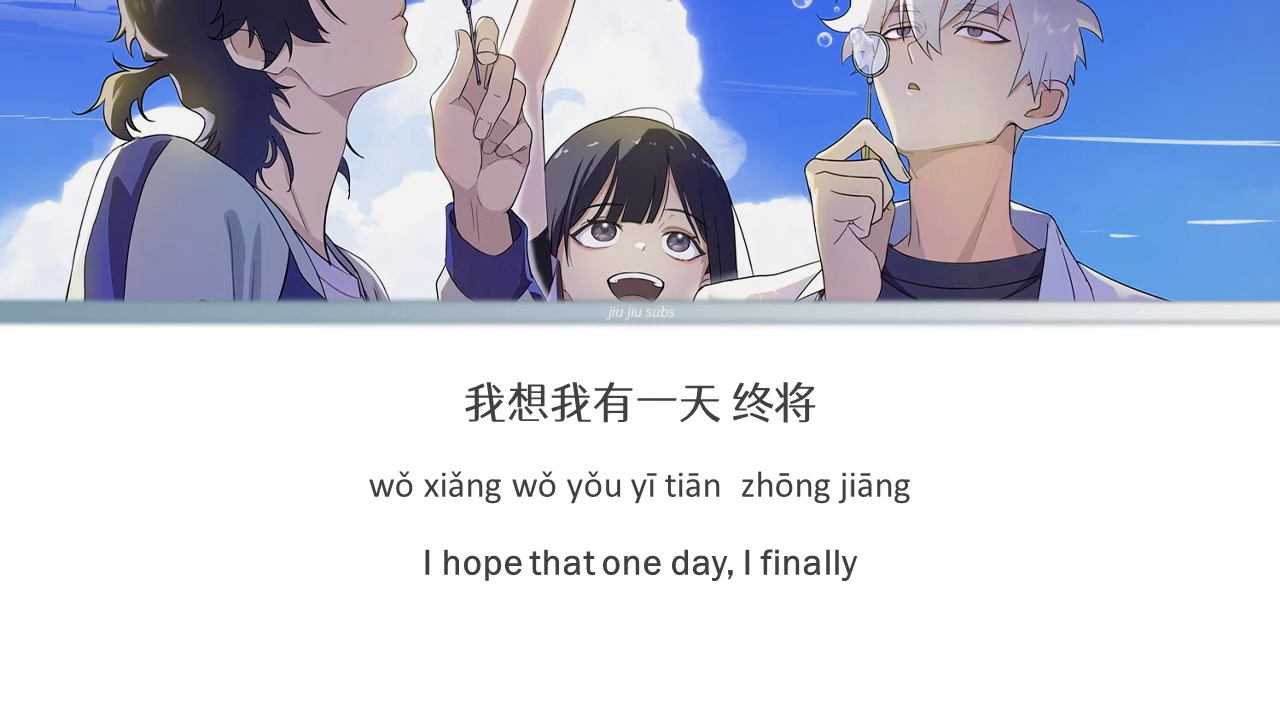 jiu jiu subs
我想我有一天 终将
wǒ xiǎng wǒ yǒu yī tiān zhōng jiāng
I hope that one day, I finally